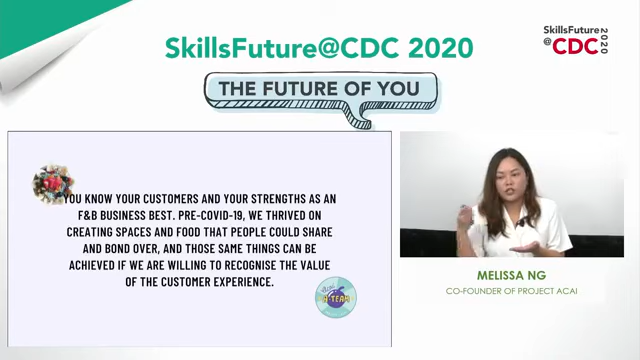 SkillsFuture@CDC 2020
SkillsFuture
@CDC
2020
THE FUTURE OF YOU
YOU KNOW YOUR CUSTOMERS AND YOUR STRENGTHS AS AN
F&B BUSINESS BEST. PRE-COVID-19, WE THRIVED ON
CREATING SPACES AND FOOD THAT PEOPLE COULD SHARE
AND BOND OVER, AND THOSE SAME THINGS CAN BE
ACHIEVED IF WE ARE WILLING TO RECOGNISE THE VALUE
OF THE CUSTOMER EXPERIENCE.
MELISSA NG
CO-FOUNDER OF PROJECT ACAI